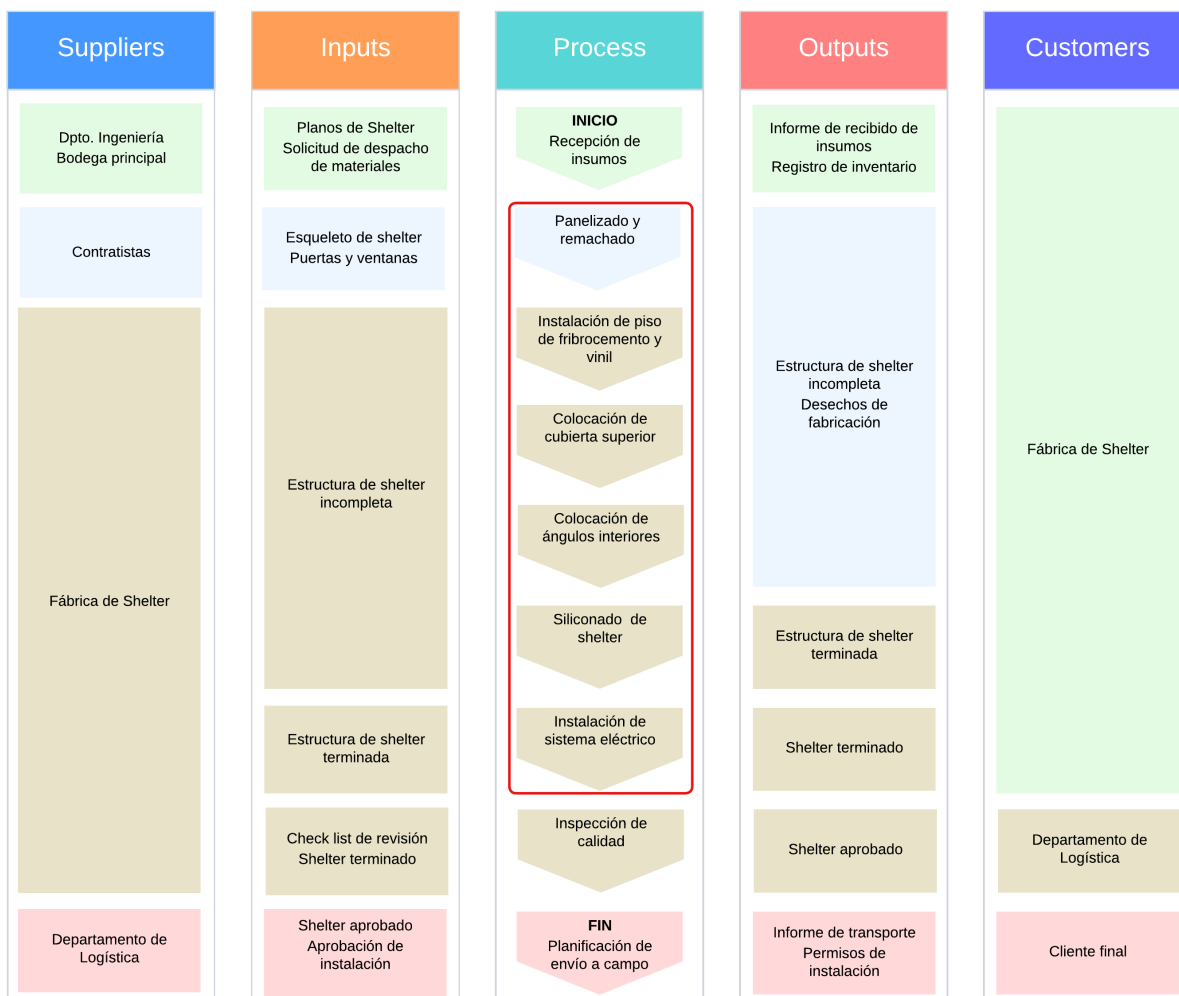 Suppliers
Inputs
Process
Outputs
Customers
Dpto. Ingeniería
Bodega principal
Planos de Shelter
Solicitud de despacho
de materiales
INICIO
Recepción de
insumos
Informe de recibido de
insumos
Registro de inventario
Contratistas
Esqueleto de shelter
Puertas y ventanas
Panelizado y
remachado
Instalación de piso
de fribrocemento y
vinil
Estructura de shelter
incompleta
Desechos de
fabricación
Colocación de
cubierta superior
Fábrica de Shelter
Estructura de shelter
incompleta
Colocación de
ángulos interiores
Fábrica de Shelter
Siliconado  de
shelter
Estructura de shelter
terminada
Estructura de shelter
terminada
Instalación de
sistema eléctrico
Shelter terminado
Check list de revisión
Shelter terminado
Inspección de
calidad
Shelter aprobado
Departamento de
Logística
Departamento de
Logística
Shelter aprobado
Aprobación de
instalación
FIN
Planificación de
envío a campo
Informe de transporte
Permisos de
instalación
Cliente final